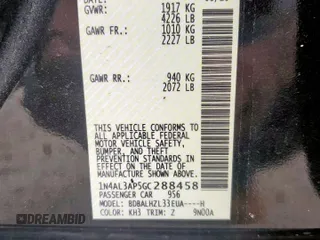 DATE:
GVWR: 1917 KG
4226 LB
GAWR FR.: 1010 KG
2227 LB
GAWR RR.: 940 KG
2072 LB
THIS VEHICLE CONFORMS TO ALL
APPLICABLE FEDERAL
MOTOR VEHICLE SAFETY,
BUMPER, AND THEFT
PREVENTION STANDARDS
IN EFFECT ON THE DATE OF
MANUFACTURE SHOWN ABOVE.
1N4AL3AP5GC288458
PASSENGER CAR 956
MODEL: BDBALHZL33EUA----H
COLOR: KH3 TRIM: Z 9N00A
DREAMBID